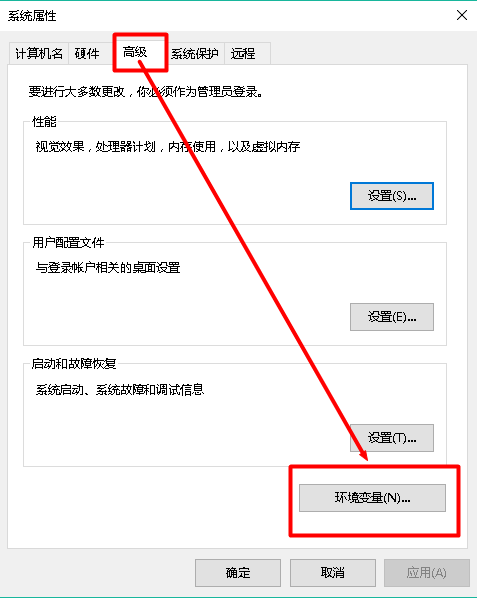 系统属性
计算机名 硬件 高级 系统保护 远程
要进行大多数更改，你必须作为管理员登录。
性能
视觉效果，处理器计划，内存使用，以及虚拟内存
设置(S)...
用户配置文件
与登录帐户相关的桌面设置
设置(E)...
启动和故障恢复
系统启动、系统故障和调试信息
设置(T)...
环境变量(N)...
确定 取消 应用(A)